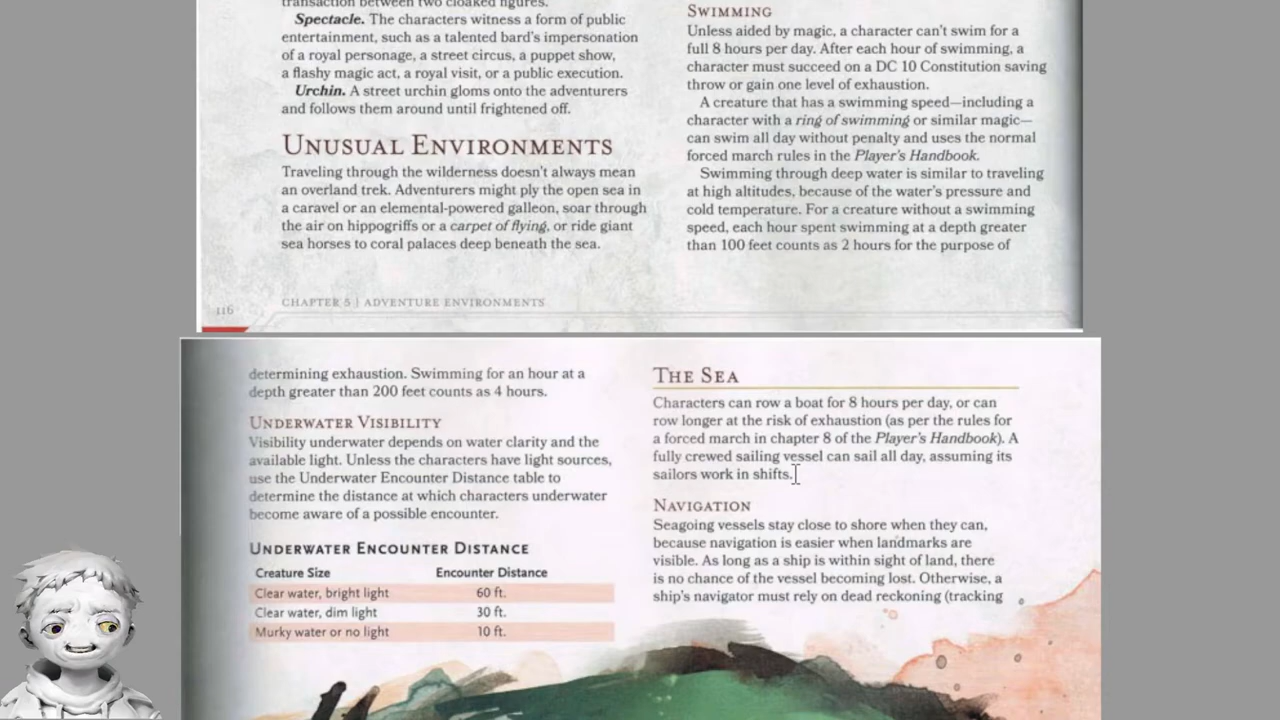 transaction between two cloaked figures.
Spectacle. The characters witness a form of public
entertainment, such as a talented bard's impersonation
of a royal personage, a street circus, a puppet show,
a flashy magic act, a royal visit, or a public execution.
Urchin. A street urchin gloms onto the adventurers
and follows them around until frightened off.
UNUSUAL ENVIRONMENTS
Traveling through the wilderness doesn't always mean
an overland trek. Adventurers might ply the open sea in
a caravel or an elemental-powered galleon, soar through
the air on hippogriffs or a carpet of flying, or ride giant
sea horses to coral palaces deep beneath the sea.
SWIMMING
Unless aided by magic, a character can't swim for a
full 8 hours per day. After each hour of swimming, a
character must succeed on a DC 10 Constitution saving
throw or gain one level of exhaustion.
A creature that has a swimming speed—including a
character with a ring of swimming or similar magic—
can swim all day without penalty and uses the normal
forced march rules in the Player's Handbook.
Swimming through deep water is similar to traveling
at high altitudes, because of the water's pressure and
cold temperature. For a creature without a swimming
speed, each hour spent swimming at a depth greater
than 100 feet counts as 2 hours for the purpose of
116
CHAPTER 5 | ADVENTURE ENVIRONMENTS
determining exhaustion. Swimming for an hour at a
depth greater than 200 feet counts as 4 hours.
UNDERWATER VISIBILITY
Visibility underwater depends on water clarity and the
available light. Unless the characters have light sources,
use the Underwater Encounter Distance table to
determine the distance at which characters underwater
become aware of a possible encounter.
UNDERWATER ENCOUNTER DISTANCE
Creature Size Encounter Distance
Clear water, bright light 60 ft.
Clear water, dim light 30 ft.
Murky water or no light 10 ft.
THE SEA
Characters can row a boat for 8 hours per day, or can
row longer at the risk of exhaustion (as per the rules for
a forced march in chapter 8 of the Player's Handbook). A
fully crewed sailing vessel can sail all day, assuming its
sailors work in shifts.
NAVIGATION
Seagoing vessels stay close to shore when they can,
because navigation is easier when landmarks are
visible. As long as a ship is within sight of land, there
is no chance of the vessel becoming lost. Otherwise, a
ship's navigator must rely on dead reckoning (tracking